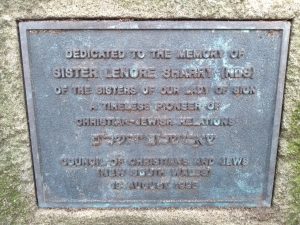 DEDICATED TO THE MEMORY OF
SISTER LENORE SHARRY (NDS)
OF THE SISTERS OF OUR LADY OF SION
A TIMELESS PIONEER OF
CHRISTIAN-JEWISH RELATIONS
COUNCIL OF CHRISTIANS AND JEWS
(NEW SOUTH WALES)
AUGUST